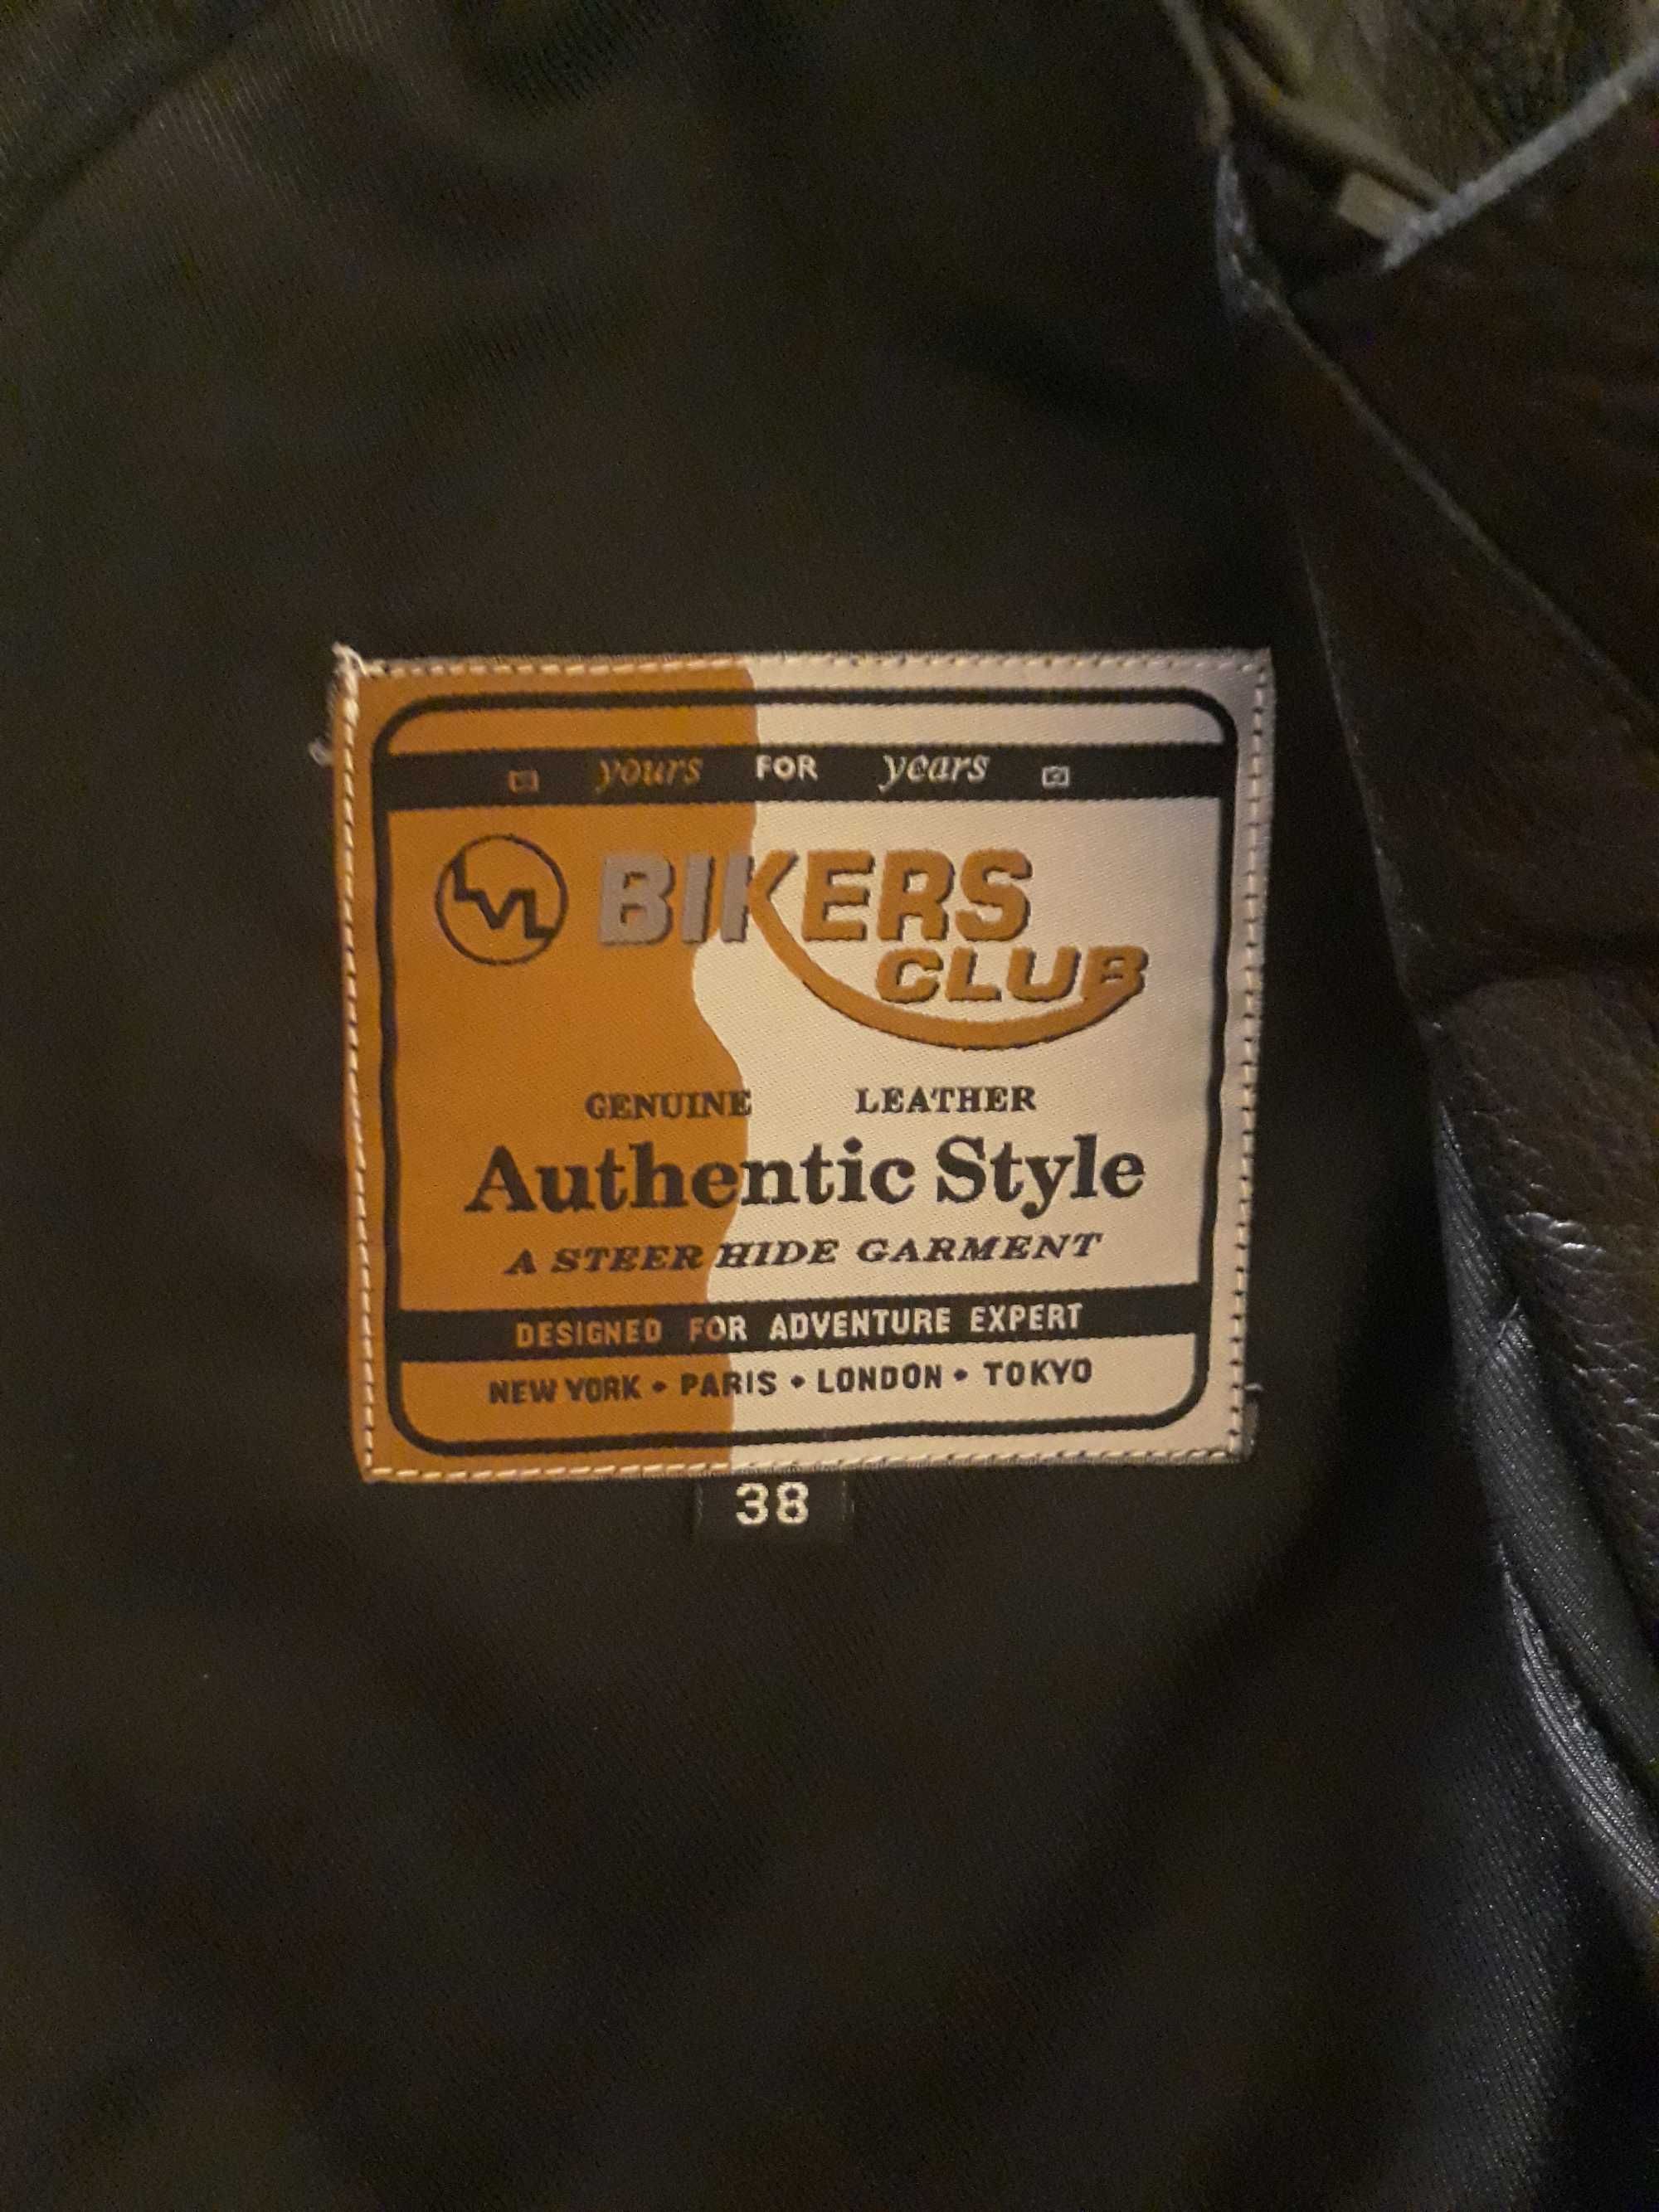 yours FOR years
LVL BIKERS
CLUB
GENUINE LEATHER
Authentic Style
A STEER HIDE GARMENT
DESIGNED FOR ADVENTURE EXPERT
NEW YORK • PARIS • LONDON • TOKYO
38